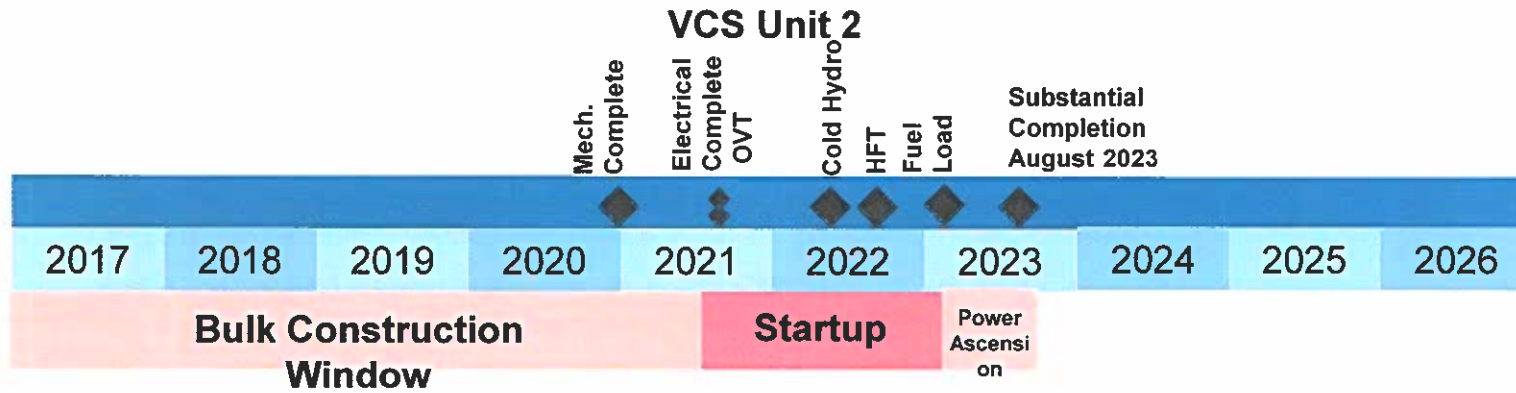 VCS Unit 2
Mech.
Complete
Electrical
Complete
OVT
Cold Hydro
HFT
Fuel
Load
Substantial
Completion
August 2023
2017 2018 2019 2020 2021 2022 2023 2024 2025 2026
Bulk Construction
Window
Startup
Power
Ascensi
on